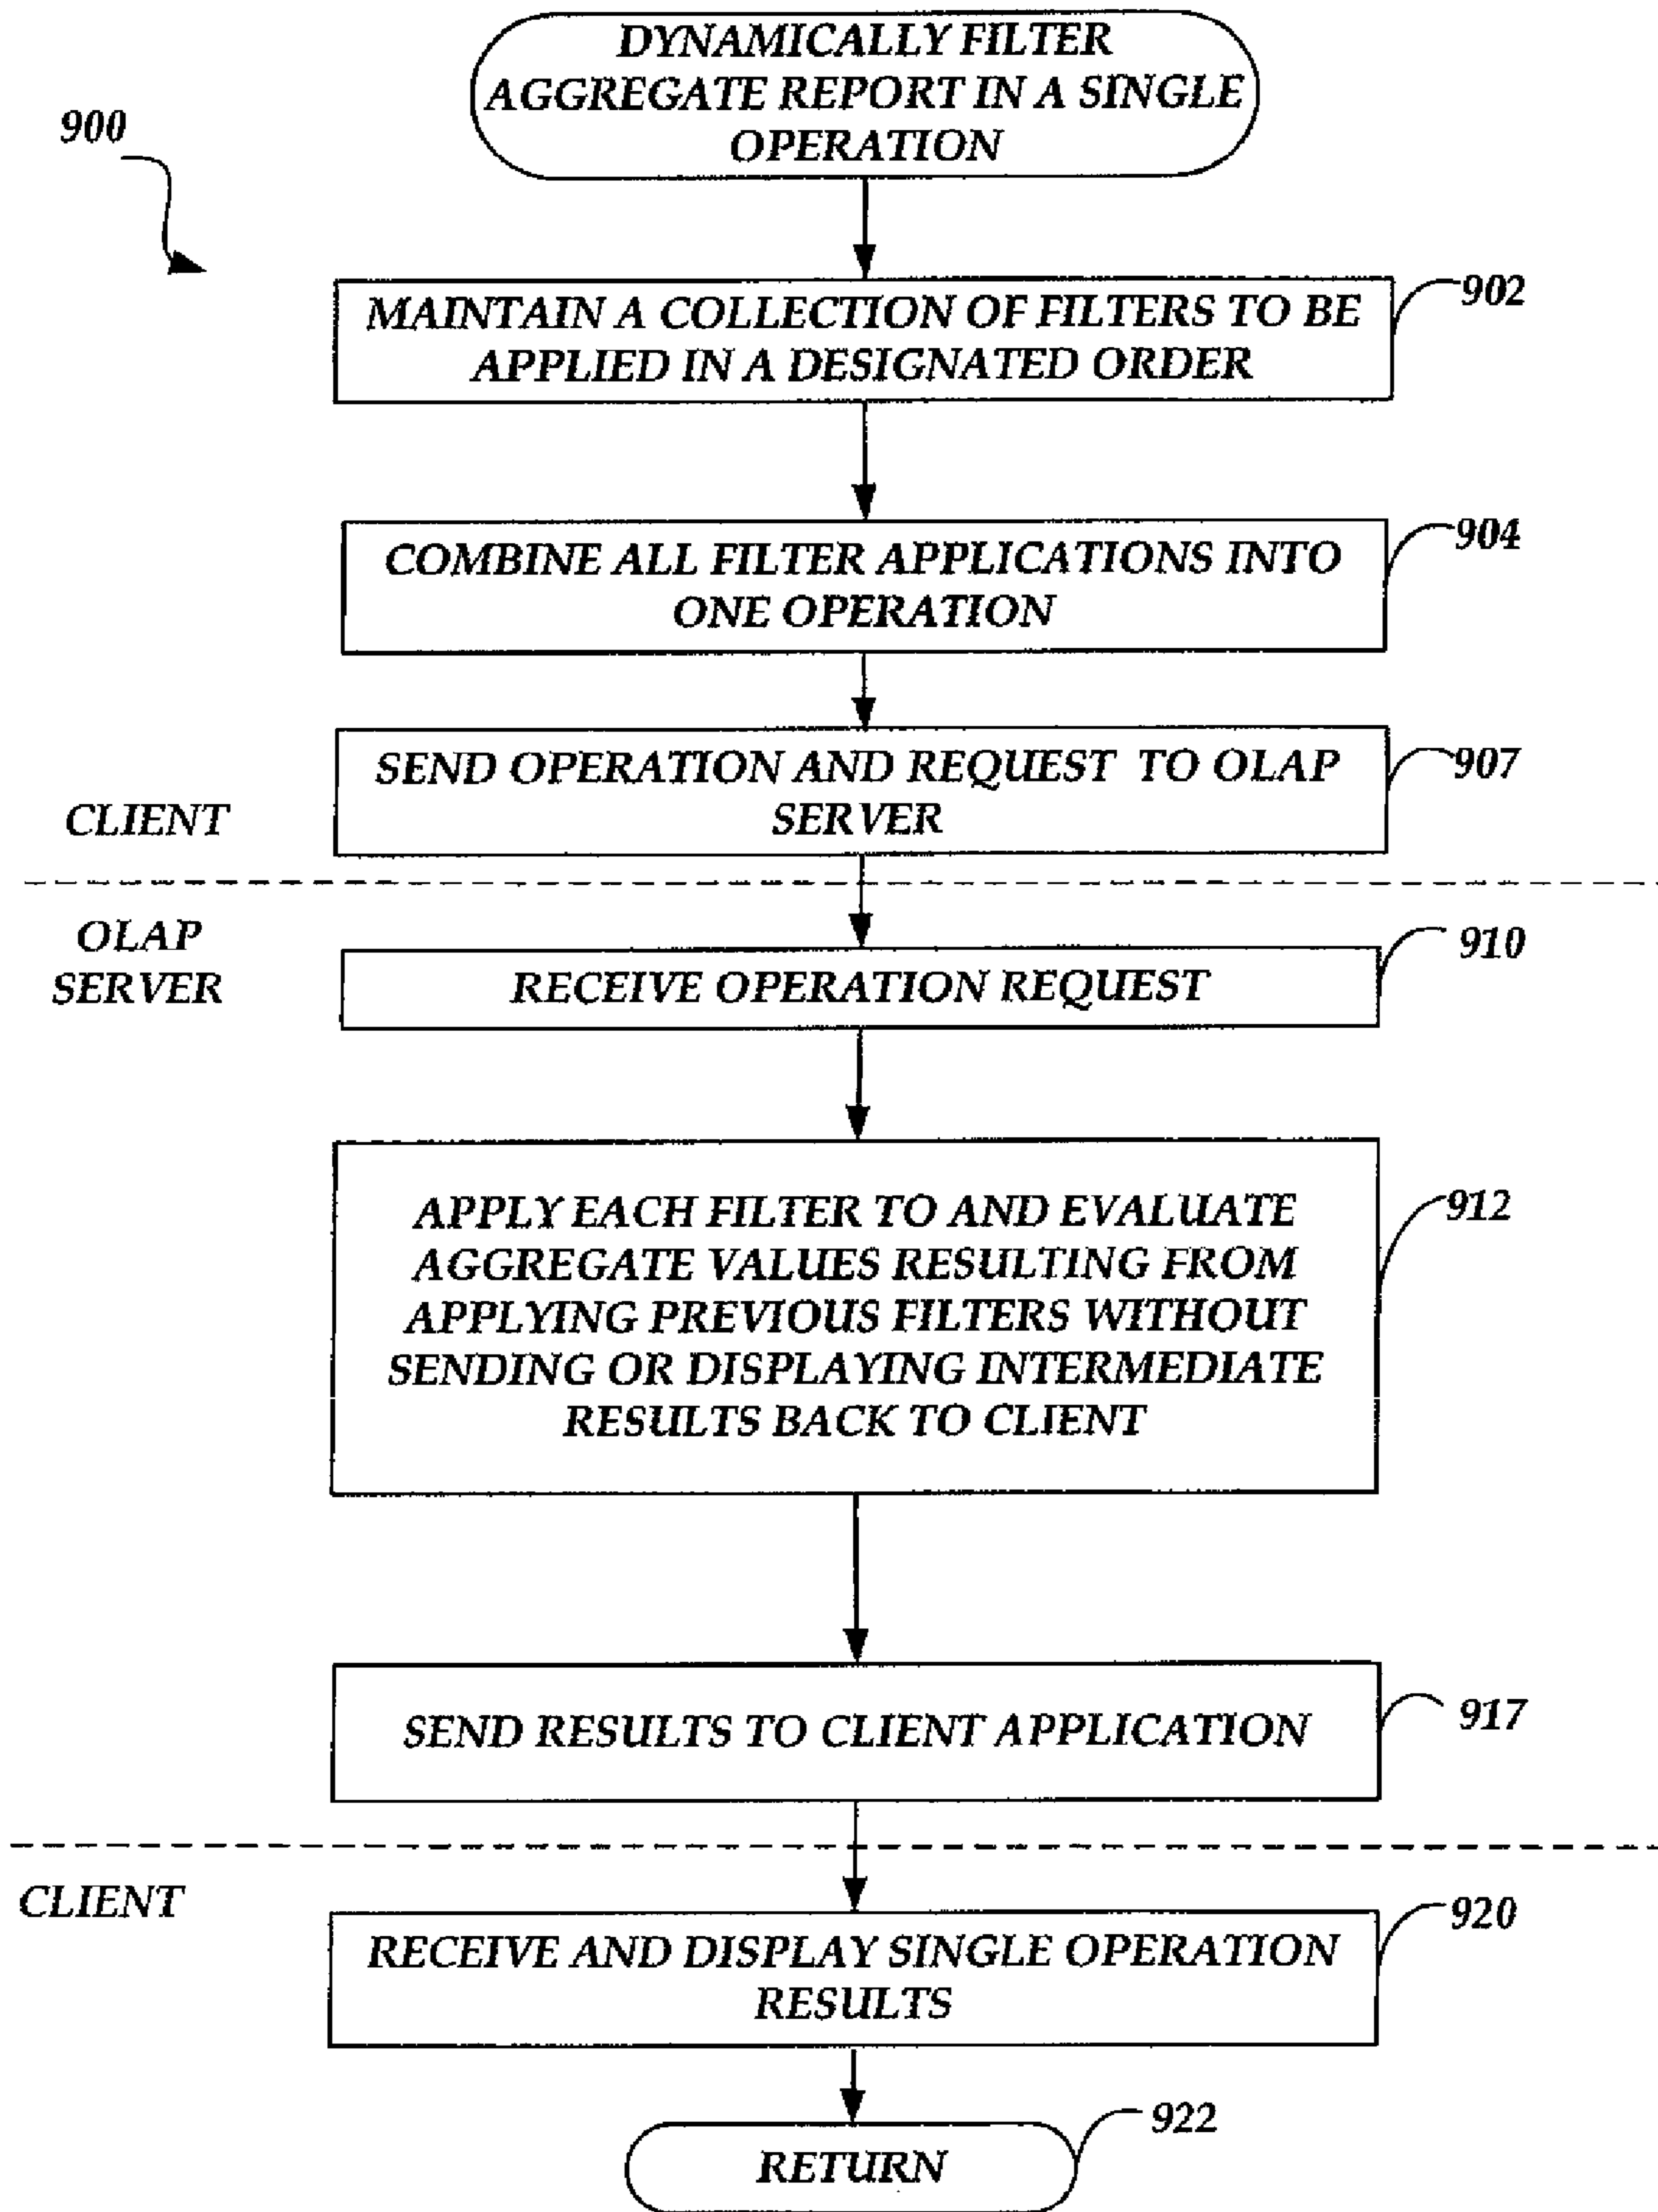 DYNAMICALLY FILTER
AGGREGATE REPORT IN A SINGLE
OPERATION
900
MAINTAIN A COLLECTION OF FILTERS TO BE
APPLIED IN A DESIGNATED ORDER
902
COMBINE ALL FILTER APPLICATIONS INTO
ONE OPERATION
904
SEND OPERATION AND REQUEST TO OLAP
SERVER
907
CLIENT
OLAP
SERVER
RECEIVE OPERATION REQUEST
910
APPLY EACH FILTER TO AND EVALUATE
AGGREGATE VALUES RESULTING FROM
APPLYING PREVIOUS FILTERS WITHOUT
SENDING OR DISPLAYING INTERMEDIATE
RESULTS BACK TO CLIENT
912
SEND RESULTS TO CLIENT APPLICATION
917
CLIENT
RECEIVE AND DISPLAY SINGLE OPERATION
RESULTS
920
RETURN
922